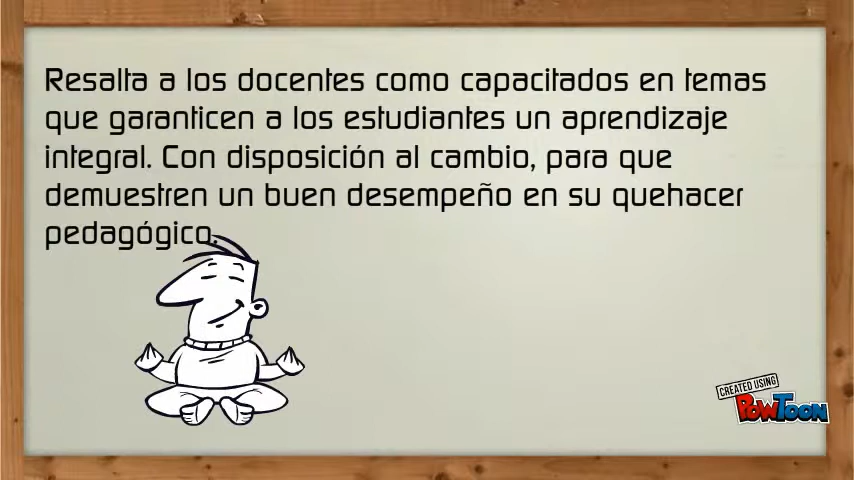 Resalta a los docentes como capacitados en temas
que garanticen a los estudiantes un aprendizaje
integral. Con disposición al cambio, para que
demuestren un buen desempeño en su quehacer
pedagógico.
CREATED USING
POWTOON